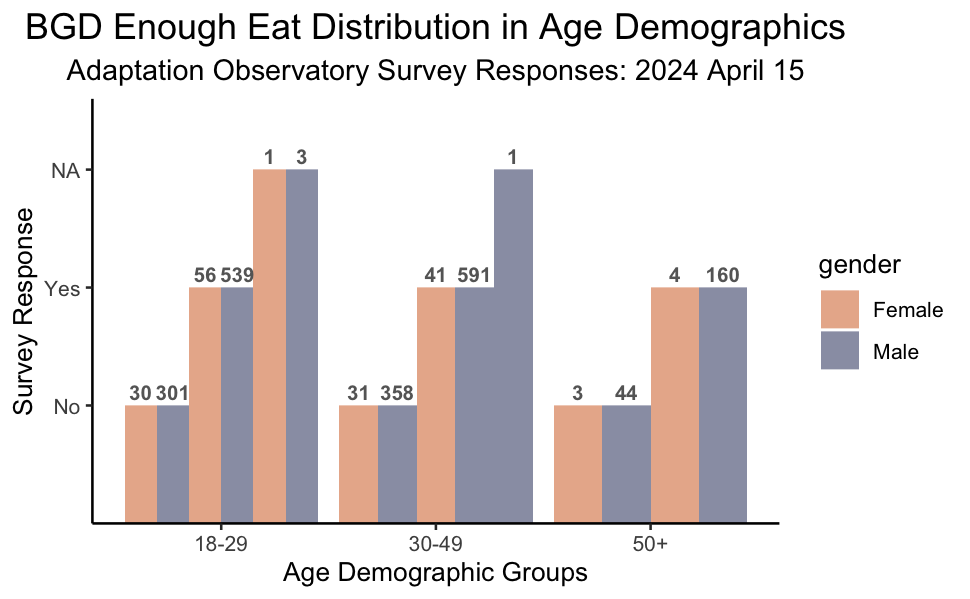 BGD Enough Eat Distribution in Age Demographics
Adaptation Observatory Survey Responses: 2024 April 15
Survey Response
NA
Yes
No
1 3
56 539
30 301
1
41 591
31 358
4 160
3 44
18-29 30-49 50+
Age Demographic Groups
gender
Female
Male